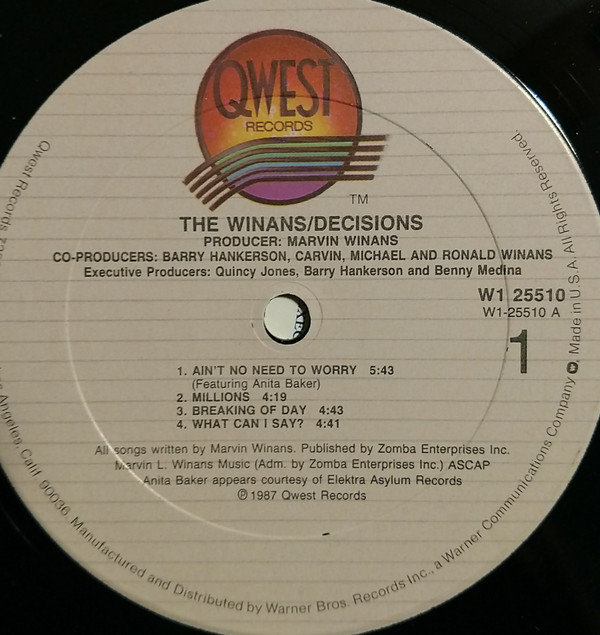 QWEST
RECORDS
TM
THE WINANS/DECISIONS
PRODUCER: MARVIN WINANS
CO-PRODUCERS: BARRY HANKERSON, CARVIN, MICHAEL AND RONALD WINANS
Executive Producers: Quincy Jones, Barry Hankerson and Benny Medina
W1 25510
W1-25510 A
1
1. AIN'T NO NEED TO WORRY 5:43
(Featuring Anita Baker)
2. MILLIONS 4:19
3. BREAKING OF DAY 4:43
4. WHAT CAN I SAY? 4:41
All songs written by Marvin Winans. Published by Zomba Enterprises Inc.
Marvin L. Winans Music (Adm. by Zomba Enterprises Inc.) ASCAP
Anita Baker appears courtesy of Elektra Asylum Records
℗ 1987 Qwest Records
Qwest Records,
Angeles, Calif. 90036. Manufactured and Distributed by Warner Bros. Records Inc., a Warner Communications Company. Made in U.S.A. All Rights Reserved.